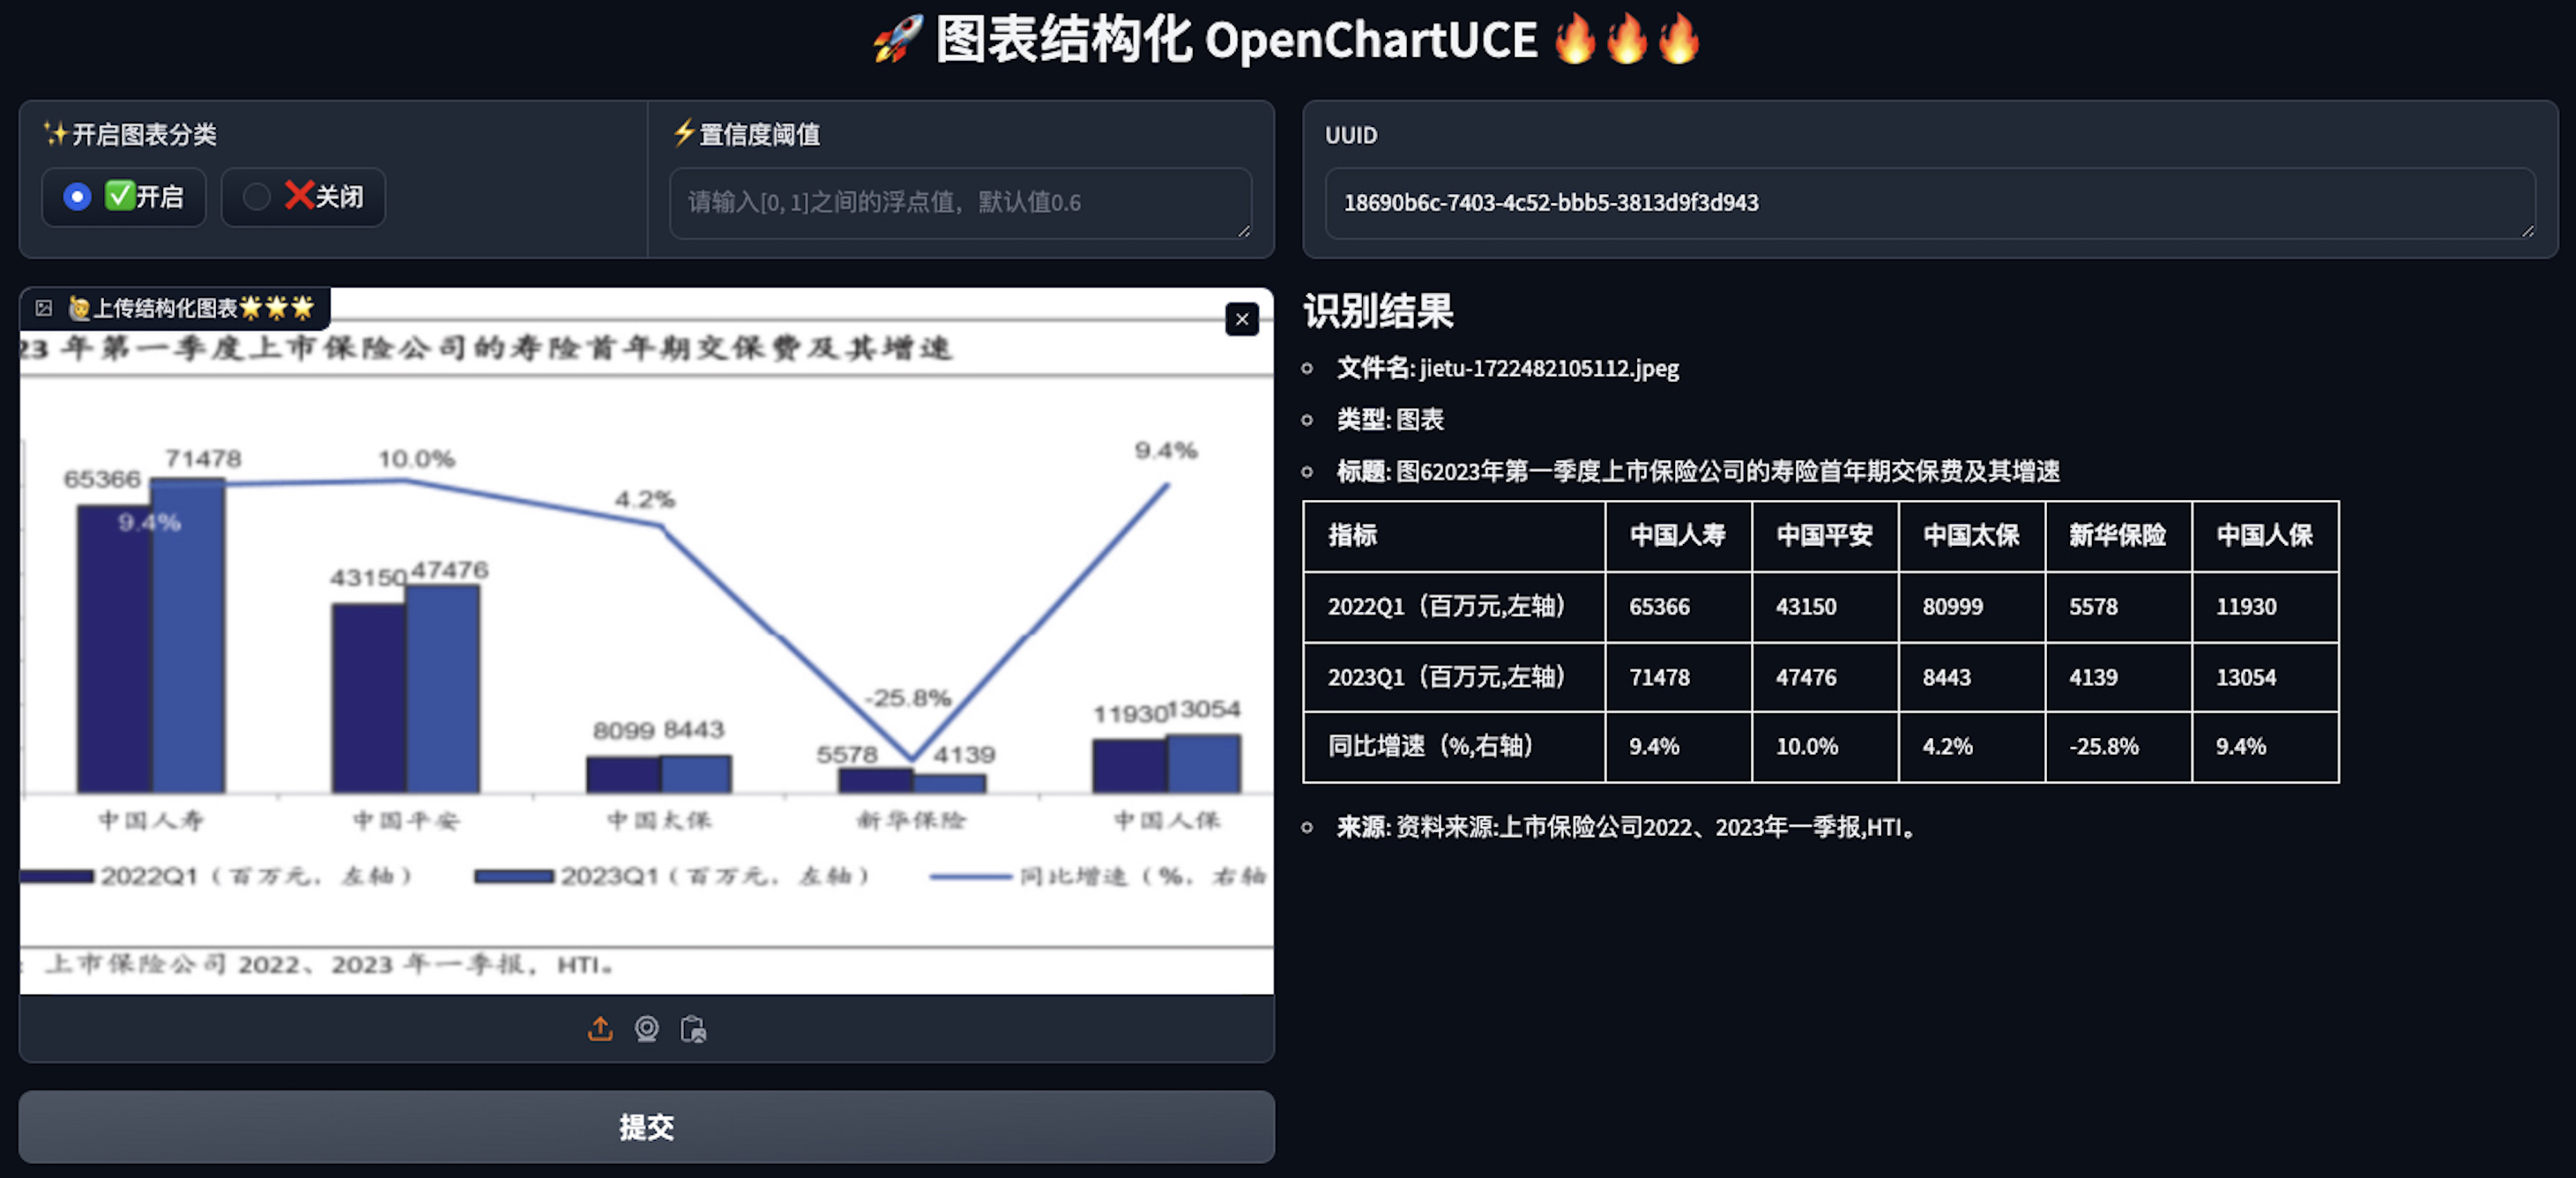 🚀 图表结构化 OpenChartUCE 🔥🔥🔥
✨开启图表分类
✅开启
❌关闭
⚡置信度阈值
请输入[0, 1]之间的浮点值，默认值0.6
UUID
18690b6c-7403-4c52-bbb5-3813d9f3d943
🙋上传结构化图表🌟🌟🌟
23 年第一季度上市保险公司的寿险首年期交保费及其增速
65366 71478 10.0% 4.2% 9.4%
9.4%
43150 47476
-25.8%
8099 8443
5578 4139
11930 13054
中国人寿 中国平安 中国太保 新华保险 中国人保
2022Q1（百万元，左轴） 2023Q1（百万元，左轴） 同比增速（%，右轴
：上市保险公司 2022、2023 年一季报，HTI。
提交
识别结果
文件名: jietu-1722482105112.jpeg
类型: 图表
标题: 图62023年第一季度上市保险公司的寿险首年期交保费及其增速
指标 中国人寿 中国平安 中国太保 新华保险 中国人保
2022Q1（百万元,左轴） 65366 43150 80999 5578 11930
2023Q1（百万元,左轴） 71478 47476 8443 4139 13054
同比增速（%,右轴） 9.4% 10.0% 4.2% -25.8% 9.4%
来源: 资料来源:上市保险公司2022、2023年一季报,HTI。